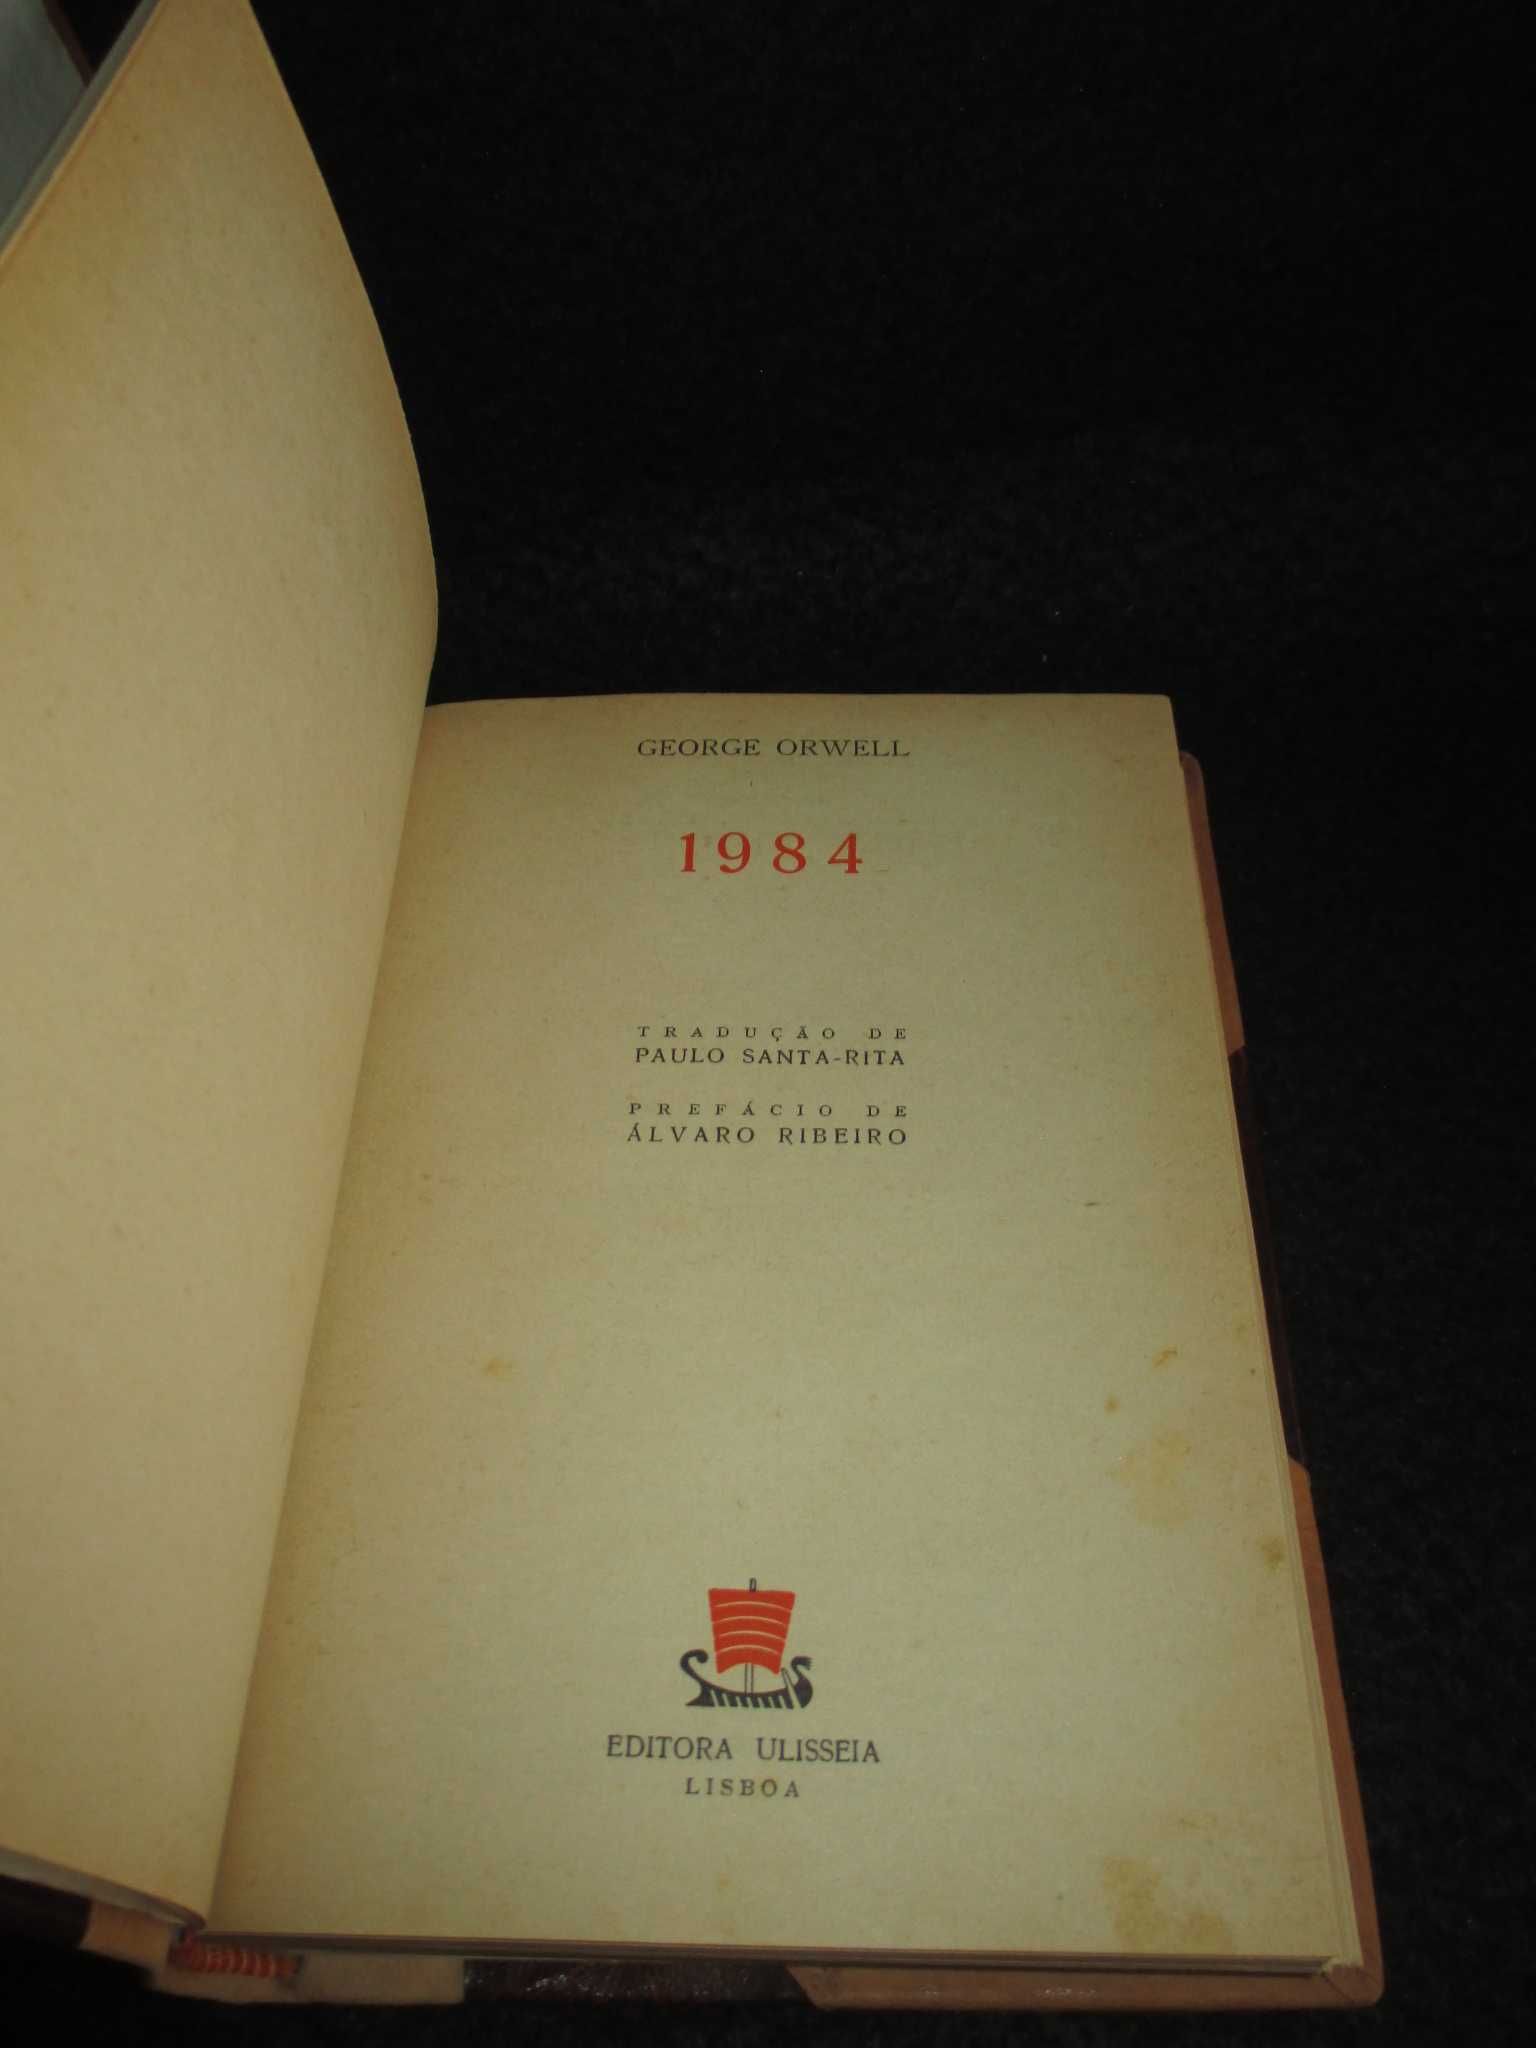 GEORGE ORWELL
1984
TRADUÇÃO DE
PAULO SANTA-RITA
PREFÁCIO DE
ÁLVARO RIBEIRO
EDITORA ULISSEIA
LISBOA